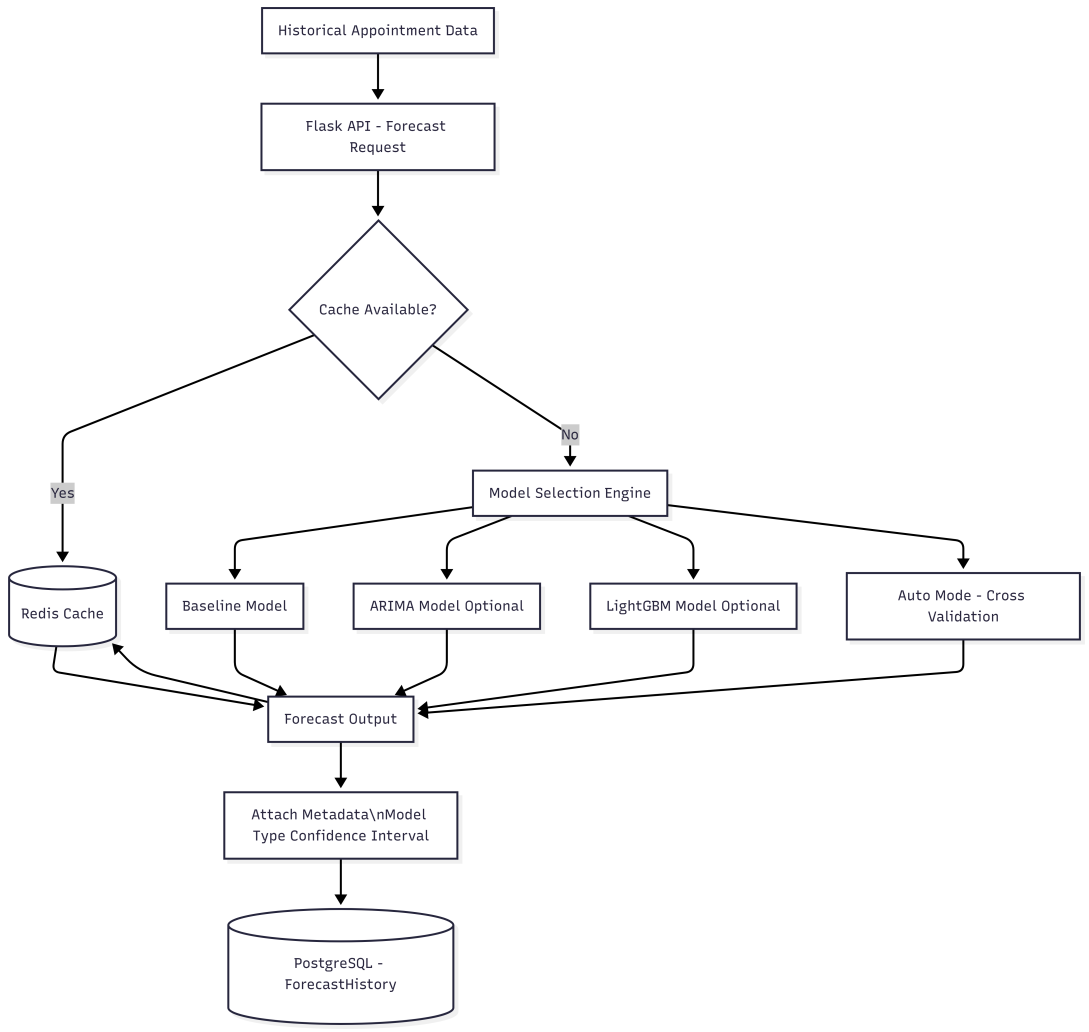 Historical Appointment Data
Flask API - Forecast
Request
Cache Available?
No
Yes
Model Selection Engine
Redis Cache
Baseline Model
ARIMA Model Optional
LightGBM Model Optional
Auto Mode - Cross
Validation
Forecast Output
Attach Metadata\nModel
Type Confidence Interval
PostgreSQL -
ForecastHistory